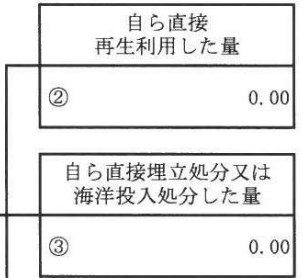 自ら直接
再生利用した量
② 0.00
自ら直接埋立処分又は
海洋投入処分した量
③ 0.00